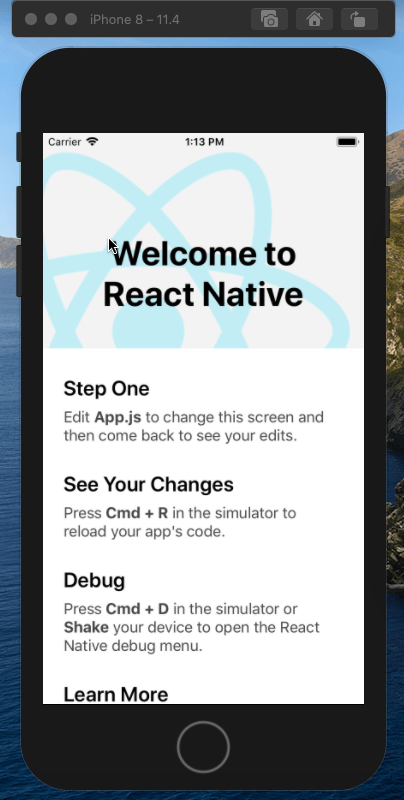 iPhone 8 – 11.4
Carrier 1:13 PM
Welcome to
React Native
Step One
Edit App.js to change this screen and
then come back to see your edits.
See Your Changes
Press Cmd + R in the simulator to
reload your app's code.
Debug
Press Cmd + D in the simulator or
Shake your device to open the React
Native debug menu.
Learn More